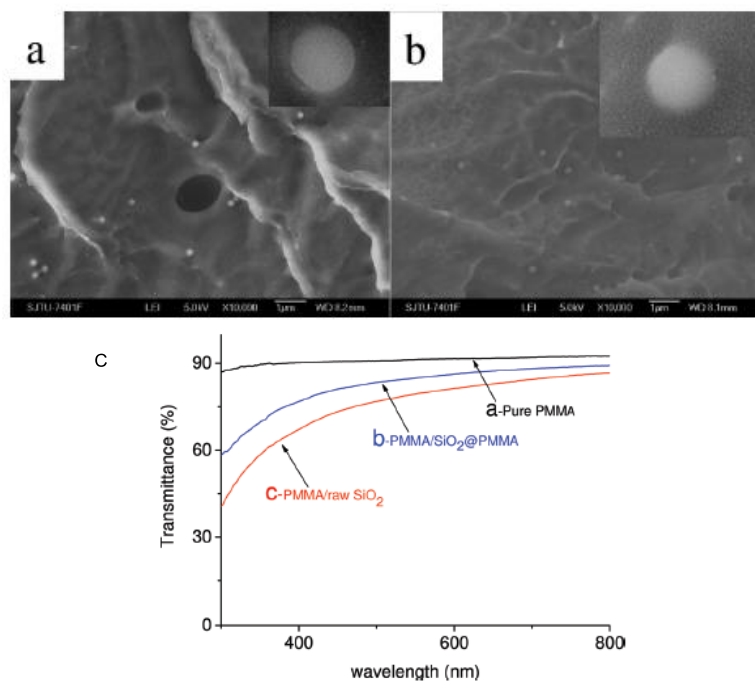 a
b
SJTU-7401F LEI 5.0kV X10,000 1μm WD 8.2mm
SJTU-7401F LEI 5.0kV X10,000 1μm WD 8.1mm
C
90
60
30
0
Transmittance (%)
a-Pure PMMA
b-PMMA/SiO₂@PMMA
C-PMMA/raw SiO₂
400
600
800
wavelength (nm)